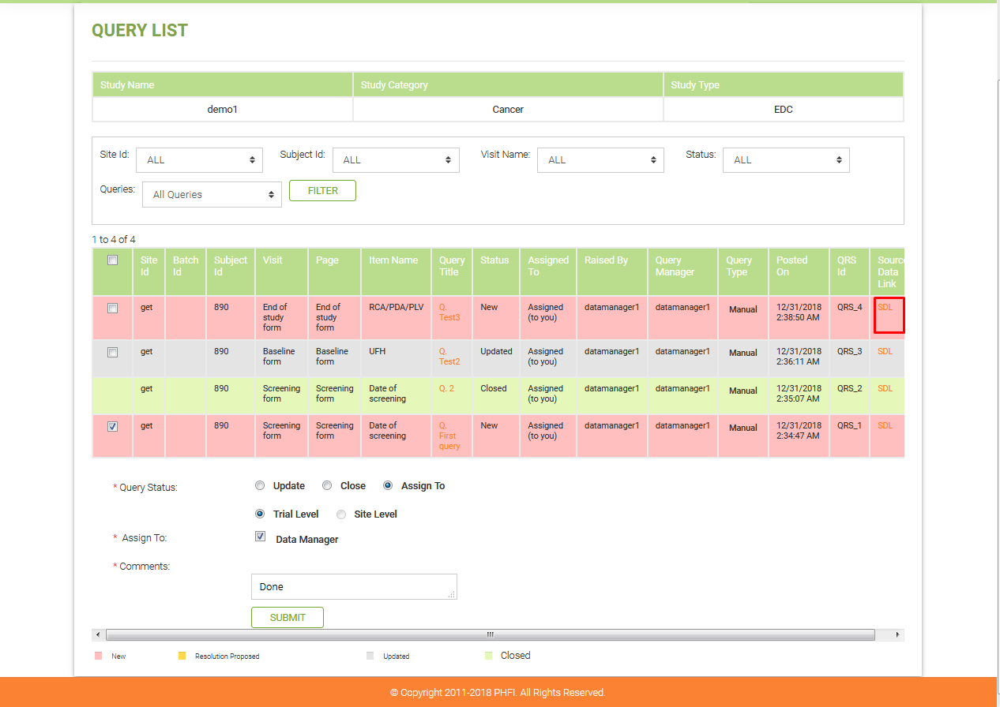 QUERY LIST
Study Name Study Category Study Type
demo1 Cancer EDC
Site Id: ALL Subject Id: ALL Visit Name: ALL Status: ALL
Queries: All Queries FILTER
1 to 4 of 4
Site Id Batch Id Subject Id Visit Page Item Name Query Title Status Assigned To Raised By Query Manager Query Type Posted On QRS Id Source Data Link
get 890 End of study form End of study form RCA/PDA/PLV Q. Test3 New Assigned (to you) datamanager1 datamanager1 Manual 12/31/2018 2:38:50 AM QRS_4 SDL
get 890 Baseline form Baseline form UFH Q. Test2 Updated Assigned (to you) datamanager1 datamanager1 Manual 12/31/2018 2:36:11 AM QRS_3 SDL
get 890 Screening form Screening form Date of screening Q. 2 Closed Assigned (to you) datamanager1 datamanager1 Manual 12/31/2018 2:35:07 AM QRS_2 SDL
get 890 Screening form Screening form Date of screening Q. First query New Assigned (to you) datamanager1 datamanager1 Manual 12/31/2018 2:34:47 AM QRS_1 SDL
* Query Status: Update Close Assign To
Trial Level Site Level
* Assign To: Data Manager
* Comments:
Done
SUBMIT
New Resolution Proposed Updated Closed
© Copyright 2011-2018 PHFI. All Rights Reserved.